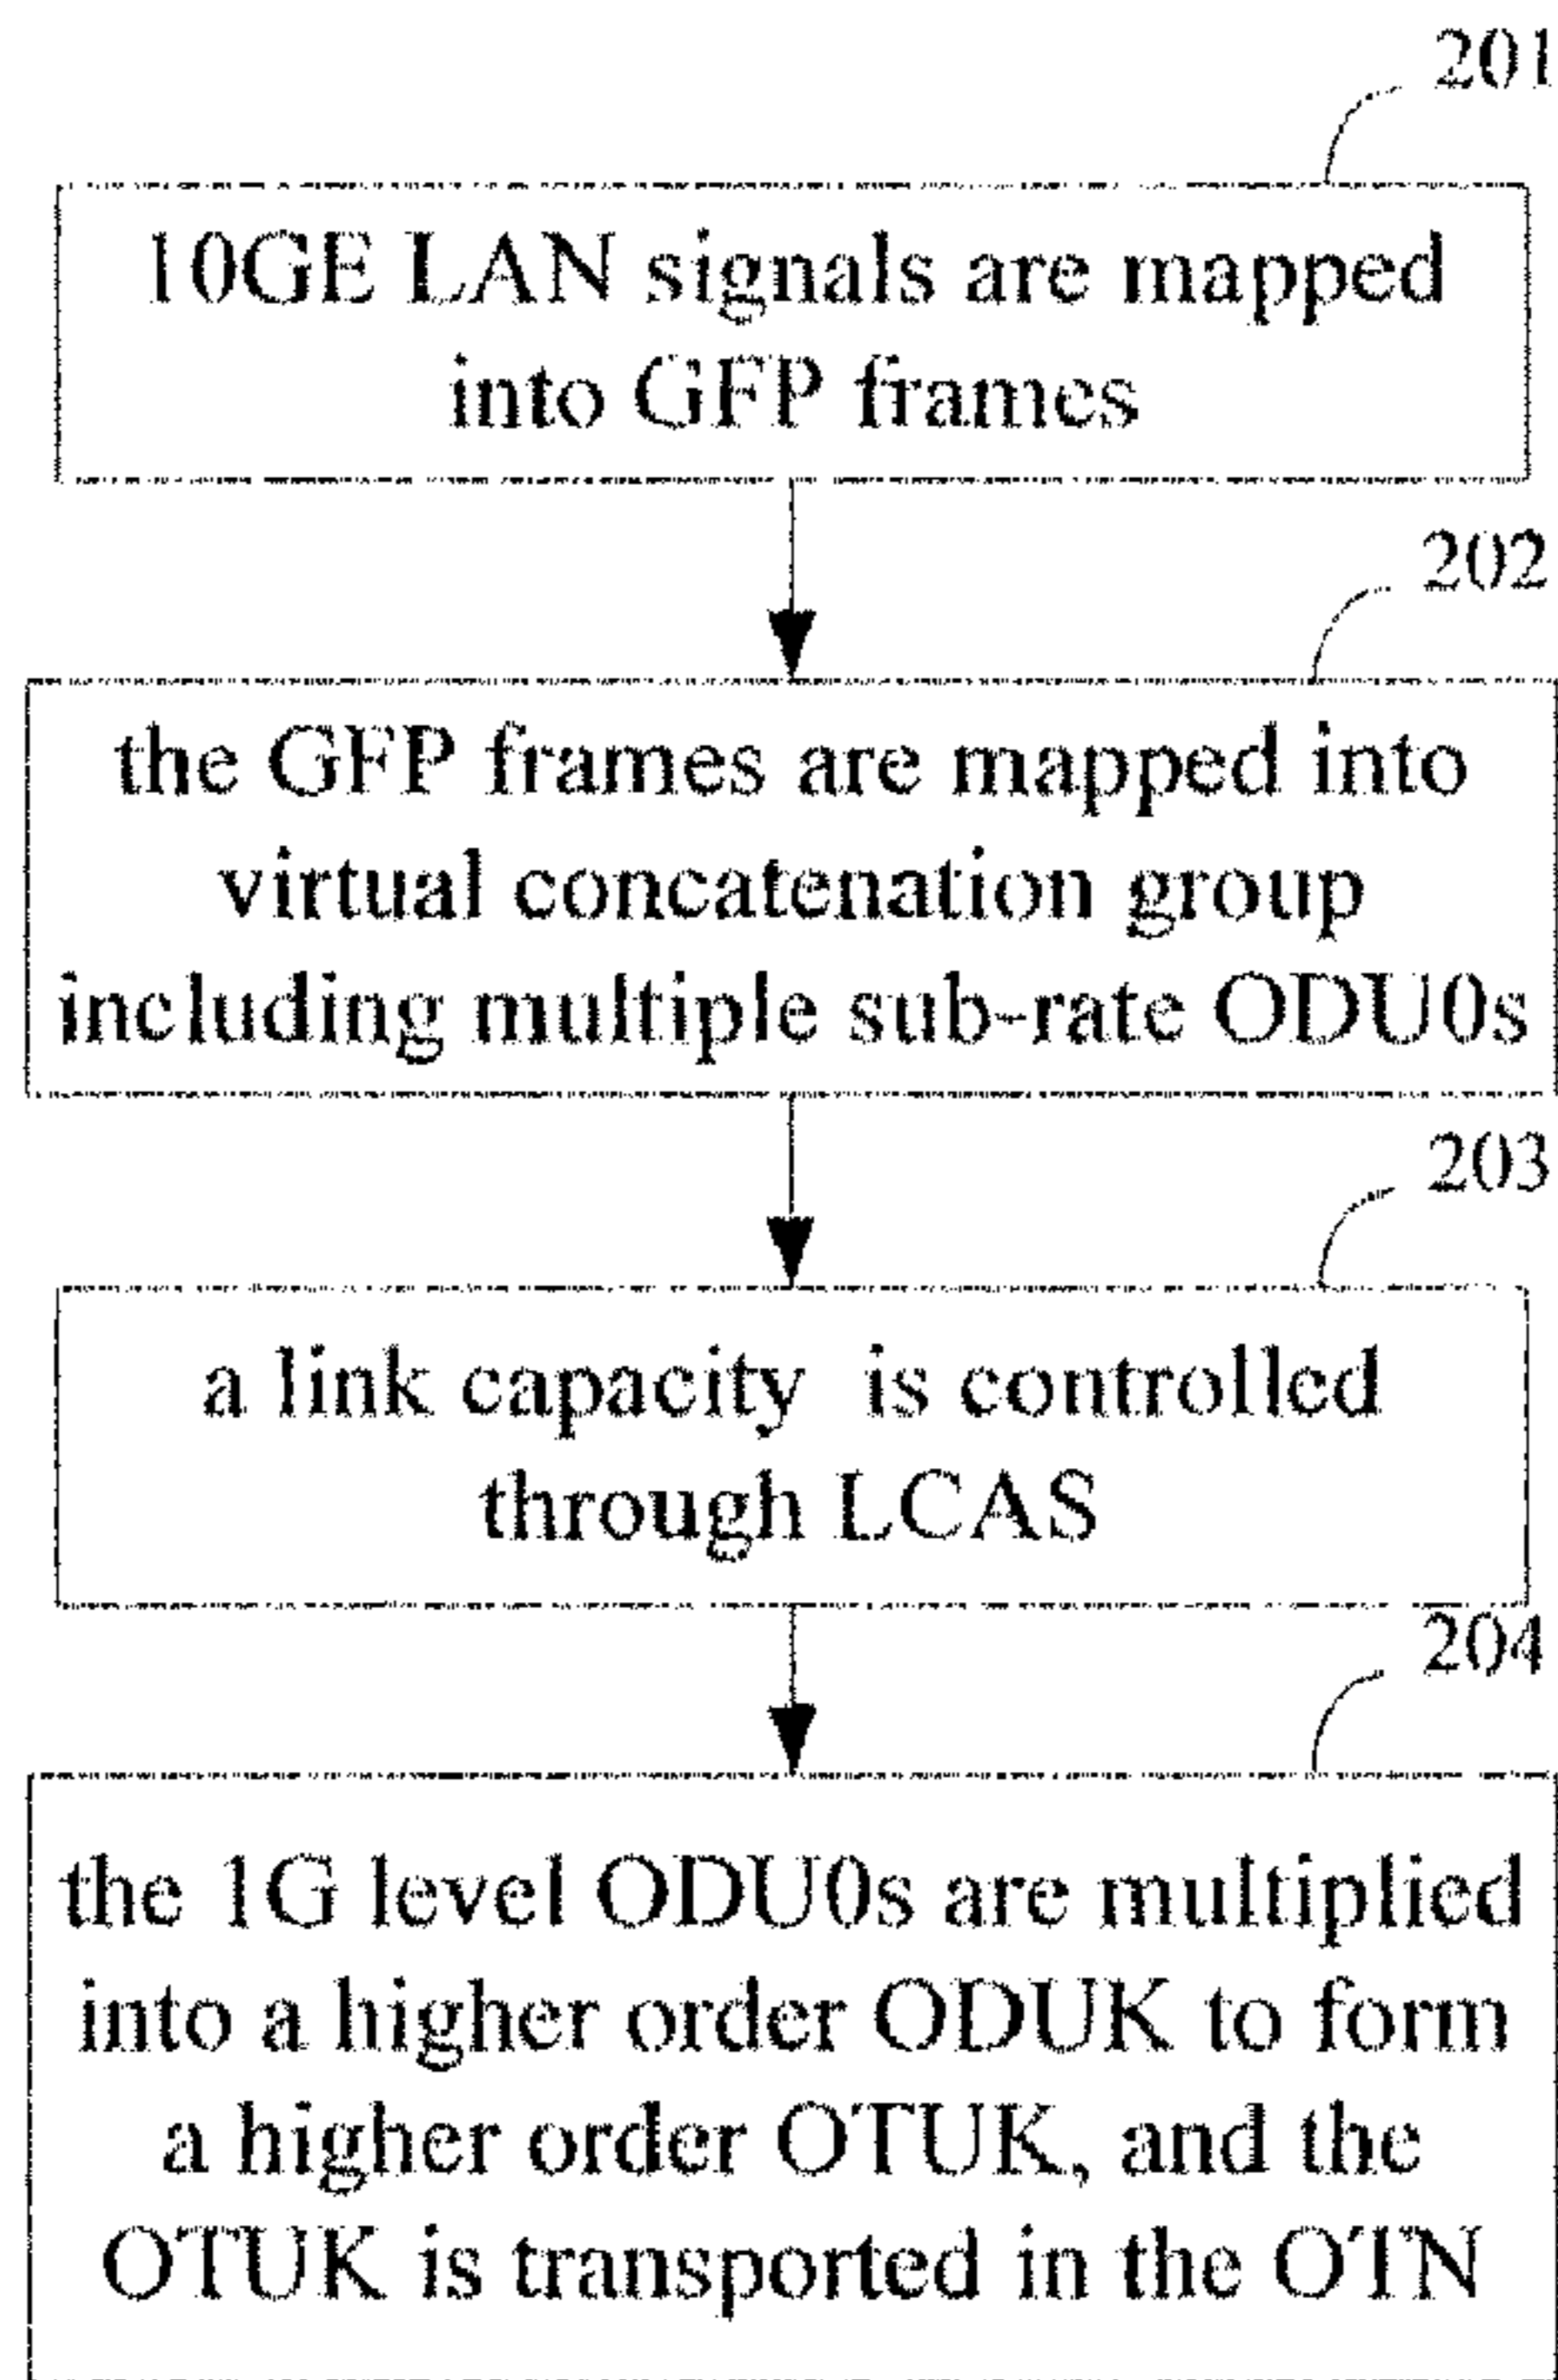 201
10GE LAN signals are mapped
into GFP frames
202
the GFP frames are mapped into
virtual concatenation group
including multiple sub-rate ODU0s
203
a link capacity is controlled
through LCAS
204
the 1G level ODU0s are multiplied
into a higher order ODUK to form
a higher order OTUK, and the
OTUK is transported in the OTN